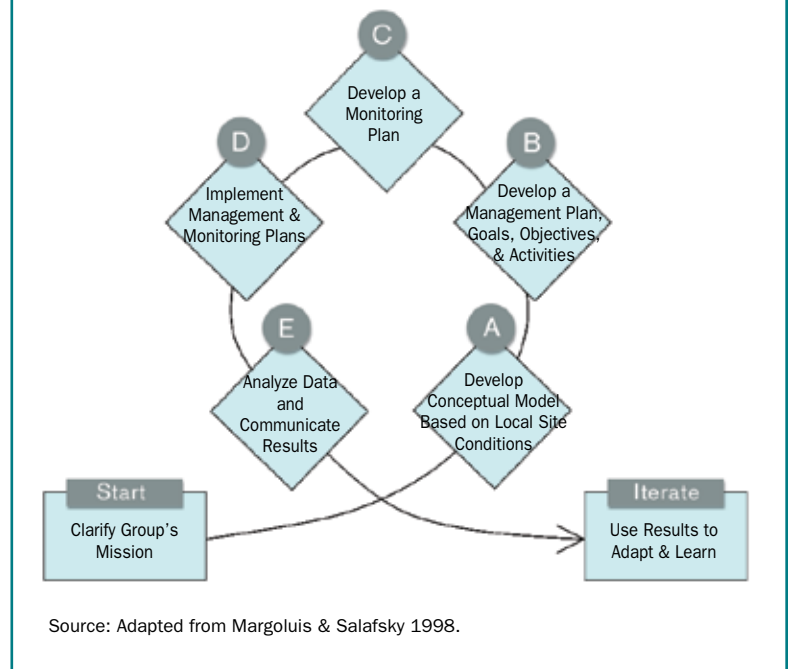 C
Develop a
Monitoring
Plan
D
Implement
Management &
Monitoring Plans
B
Develop a
Management Plan,
Goals, Objectives,
& Activities
E
Analyze Data
and
Communicate
Results
A
Develop
Conceptual Model
Based on Local Site
Conditions
Start
Clarify Group’s
Mission
Iterate
Use Results to
Adapt & Learn
Source: Adapted from Margoluis & Salafsky 1998.